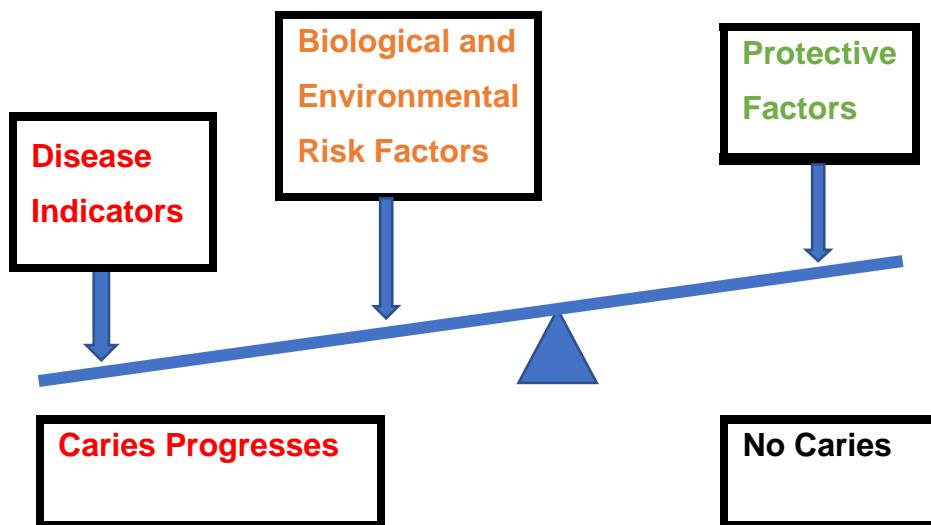 Disease
Indicators
Biological and
Environmental
Risk Factors
Protective
Factors
Caries Progresses
No Caries